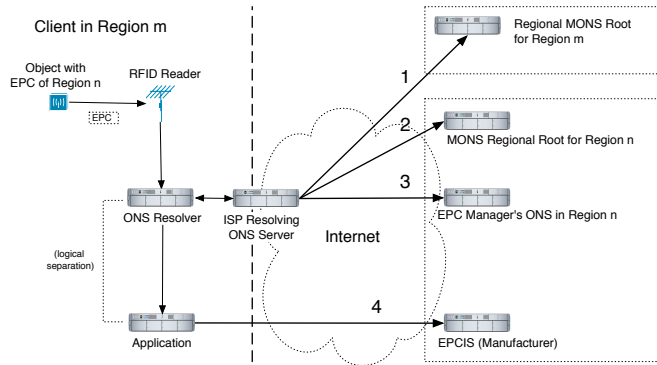 Client in Region m
Regional MONS Root
for Region m
Object with
EPC of Region n
RFID Reader
EPC
1
2
MONS Regional Root for Region n
3
ONS Resolver
ISP Resolving
ONS Server
EPC Manager's ONS in Region n
Internet
(logical
separation)
4
Application
EPCIS (Manufacturer)